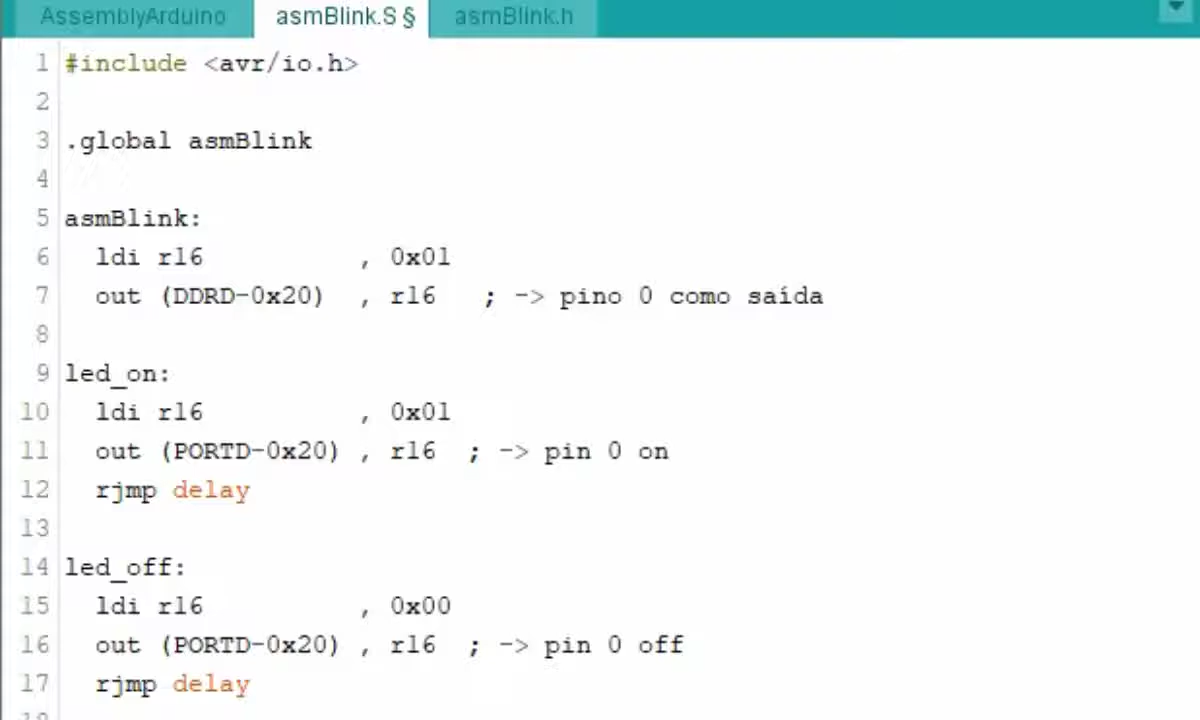 AssemblyArduino asmBlink.S § asmBlink.h
1 #include <avr/io.h>
2
3 .global asmBlink
4
5 asmBlink:
6 ldi r16 , 0x01
7 out (DDRD-0x20) , r16 ; -> pino 0 como saída
8
9 led_on:
10 ldi r16 , 0x01
11 out (PORTD-0x20) , r16 ; -> pin 0 on
12 rjmp delay
13
14 led_off:
15 ldi r16 , 0x00
16 out (PORTD-0x20) , r16 ; -> pin 0 off
17 rjmp delay